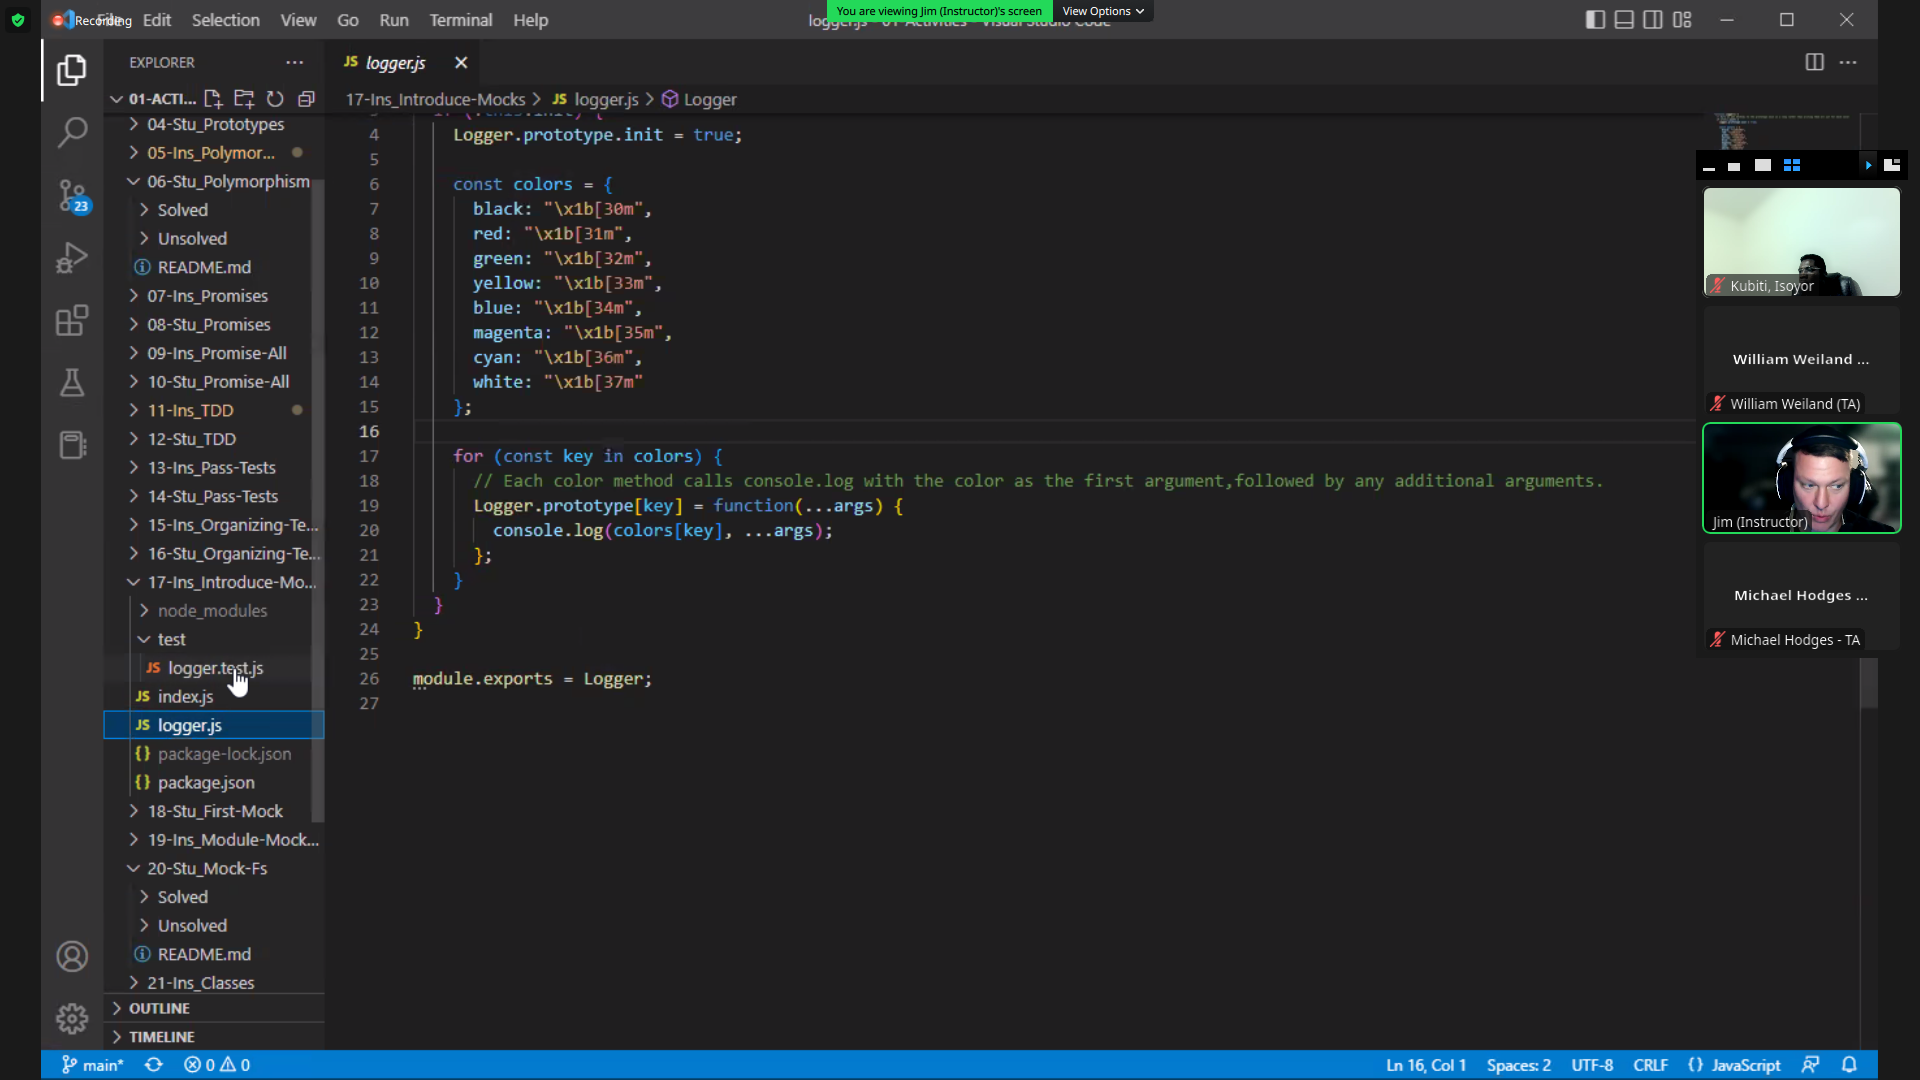 Recording
File Edit Selection View Go Run Terminal Help
You are viewing Jim (Instructor)'s screen
View Options
EXPLORER
JS logger.js
01-ACTI...
17-Ins_Introduce-Mocks > JS logger.js > Logger
04-Stu_Prototypes
05-Ins_Polymor...
06-Stu_Polymorphism
Solved
Unsolved
README.md
07-Ins_Promises
08-Stu_Promises
09-Ins_Promise-All
10-Stu_Promise-All
11-Ins_TDD
12-Stu_TDD
13-Ins_Pass-Tests
14-Stu_Pass-Tests
15-Ins_Organizing-Te...
16-Stu_Organizing-Te...
17-Ins_Introduce-Mo...
node_modules
test
JS logger.test.js
JS index.js
JS logger.js
{} package-lock.json
{} package.json
18-Stu_First-Mock
19-Ins_Module-Mock...
20-Stu_Mock-Fs
Solved
Unsolved
README.md
21-Ins_Classes
OUTLINE
TIMELINE
23
4 Logger.prototype.init = true;
5
6 const colors = {
7 black: "\x1b[30m",
8 red: "\x1b[31m",
9 green: "\x1b[32m",
10 yellow: "\x1b[33m",
11 blue: "\x1b[34m",
12 magenta: "\x1b[35m",
13 cyan: "\x1b[36m",
14 white: "\x1b[37m"
15 };
16
17 for (const key in colors) {
18 // Each color method calls console.log with the color as the first argument,followed by any additional arguments.
19 Logger.prototype[key] = function(...args) {
20 console.log(colors[key], ...args);
21 };
22 }
23 }
24 }
25
26 module.exports = Logger;
27
Kubiti, Isoyor
William Weiland ...
William Weiland (TA)
Jim (Instructor)
Michael Hodges ...
Michael Hodges - TA
main* 0 0
Ln 16, Col 1 Spaces: 2 UTF-8 CRLF {} JavaScript